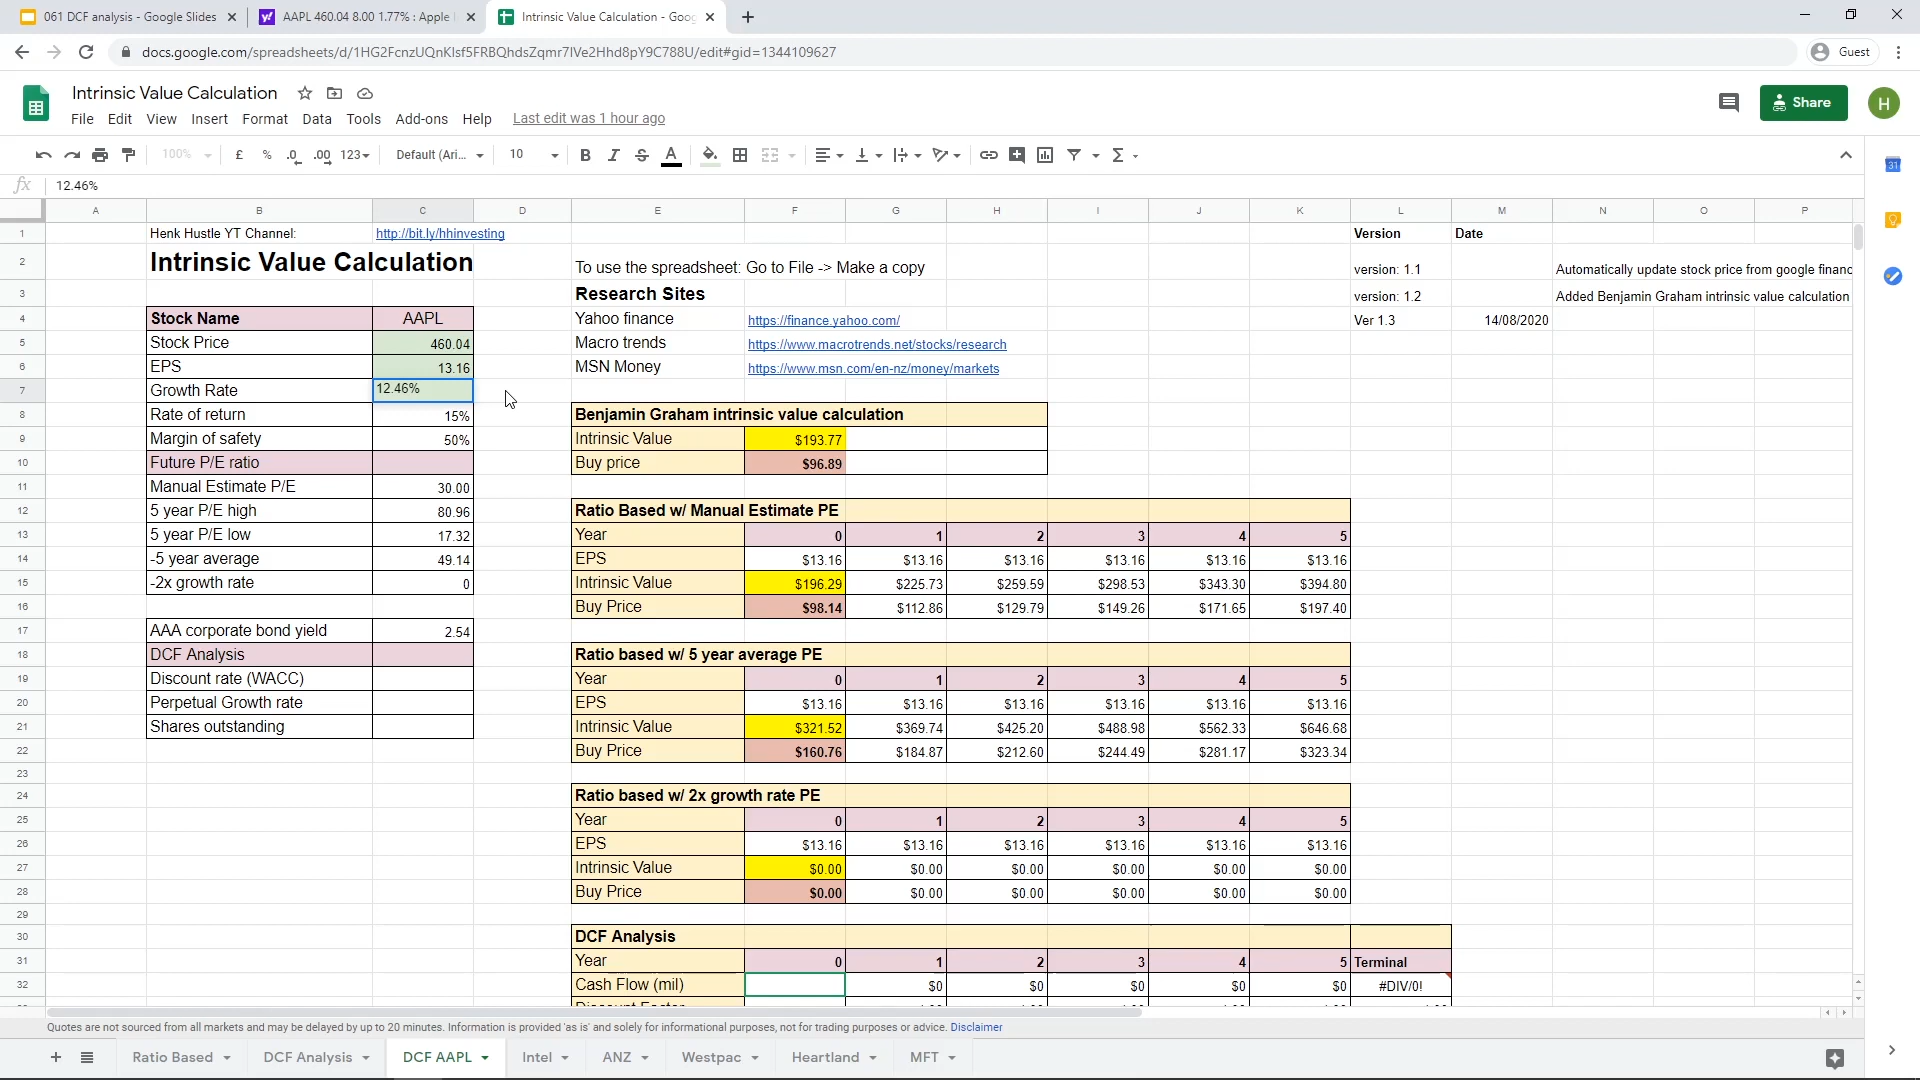 061 DCF analysis - Google Slides
AAPL 460.04 8.00 1.77% : Apple
Intrinsic Value Calculation - Goog
docs.google.com/spreadsheets/d/1HG2FcnzUQnKlsf5FRBQhdsZqmr7IVe2Hhd8pY9C788U/edit#gid=1344109627
Guest
Intrinsic Value Calculation
Share
H
File Edit View Insert Format Data Tools Add-ons Help Last edit was 1 hour ago
100% £ % .0 .00 123 Default (Ari... 10 B I S A
fx 12.46%
A B C D E F G H I J K L M N O P
1 Henk Hustle YT Channel: http://bit.ly/hhinvesting Version Date
2 Intrinsic Value Calculation To use the spreadsheet: Go to File -> Make a copy version: 1.1 Automatically update stock price from google financ
3 Research Sites version: 1.2 Added Benjamin Graham intrinsic value calculation
4 Stock Name AAPL Yahoo finance https://finance.yahoo.com/ Ver 1.3 14/08/2020
5 Stock Price 460.04 Macro trends https://www.macrotrends.net/stocks/research
6 EPS 13.16 MSN Money https://www.msn.com/en-nz/money/markets
7 Growth Rate 12.46%
8 Rate of return 15% Benjamin Graham intrinsic value calculation
9 Margin of safety 50% Intrinsic Value $193.77
10 Future P/E ratio Buy price $96.89
11 Manual Estimate P/E 30.00
12 5 year P/E high 80.96 Ratio Based w/ Manual Estimate PE
13 5 year P/E low 17.32 Year 0 1 2 3 4 5
14 -5 year average 49.14 EPS $13.16 $13.16 $13.16 $13.16 $13.16 $13.16
15 -2x growth rate 0 Intrinsic Value $196.29 $225.73 $259.59 $298.53 $343.30 $394.80
16 Buy Price $98.14 $112.86 $129.79 $149.26 $171.65 $197.40
17 AAA corporate bond yield 2.54
18 DCF Analysis Ratio based w/ 5 year average PE
19 Discount rate (WACC) Year 0 1 2 3 4 5
20 Perpetual Growth rate EPS $13.16 $13.16 $13.16 $13.16 $13.16 $13.16
21 Shares outstanding Intrinsic Value $321.52 $369.74 $425.20 $488.98 $562.33 $646.68
22 Buy Price $160.76 $184.87 $212.60 $244.49 $281.17 $323.34
23
24 Ratio based w/ 2x growth rate PE
25 Year 0 1 2 3 4 5
26 EPS $13.16 $13.16 $13.16 $13.16 $13.16 $13.16
27 Intrinsic Value $0.00 $0.00 $0.00 $0.00 $0.00 $0.00
28 Buy Price $0.00 $0.00 $0.00 $0.00 $0.00 $0.00
29
30 DCF Analysis
31 Year 0 1 2 3 4 5 Terminal
32 Cash Flow (mil) $0 $0 $0 $0 $0 #DIV/0!
Quotes are not sourced from all markets and may be delayed by up to 20 minutes. Information is provided 'as is' and solely for informational purposes, not for trading purposes or advice. Disclaimer
Ratio Based DCF Analysis DCF AAPL Intel ANZ Westpac Heartland MFT